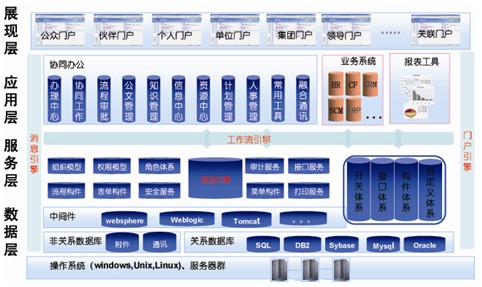 展现层
公众门户 伙伴门户 个人门户 单位门户 集团门户 领导门户 ...... 关联门户
应用层
协同办公
办理中心 协同工作 流程审批 公文管理 知识管理 信息中心 资源中心 计划管理 人事管理 常用工具 融合通讯
业务系统
HR CF CRM
SCM ERP ...
报表工具
消息引擎
工作流引擎
门户引擎
服务层
组织模型 权限模型 角色体系
审计服务 接口服务
流程构件 表单构件 安全服务
菜单构件 打印服务
开关体系 接口体系 构件体系 自定义体系
数据层
中间件
websphere Weblogic Tomcat
非关系数据库
附件 通讯
关系数据库
SQL DB2 Sybase Mysql Oracle
操作系统（windows,Unix,Linux)、服务器群